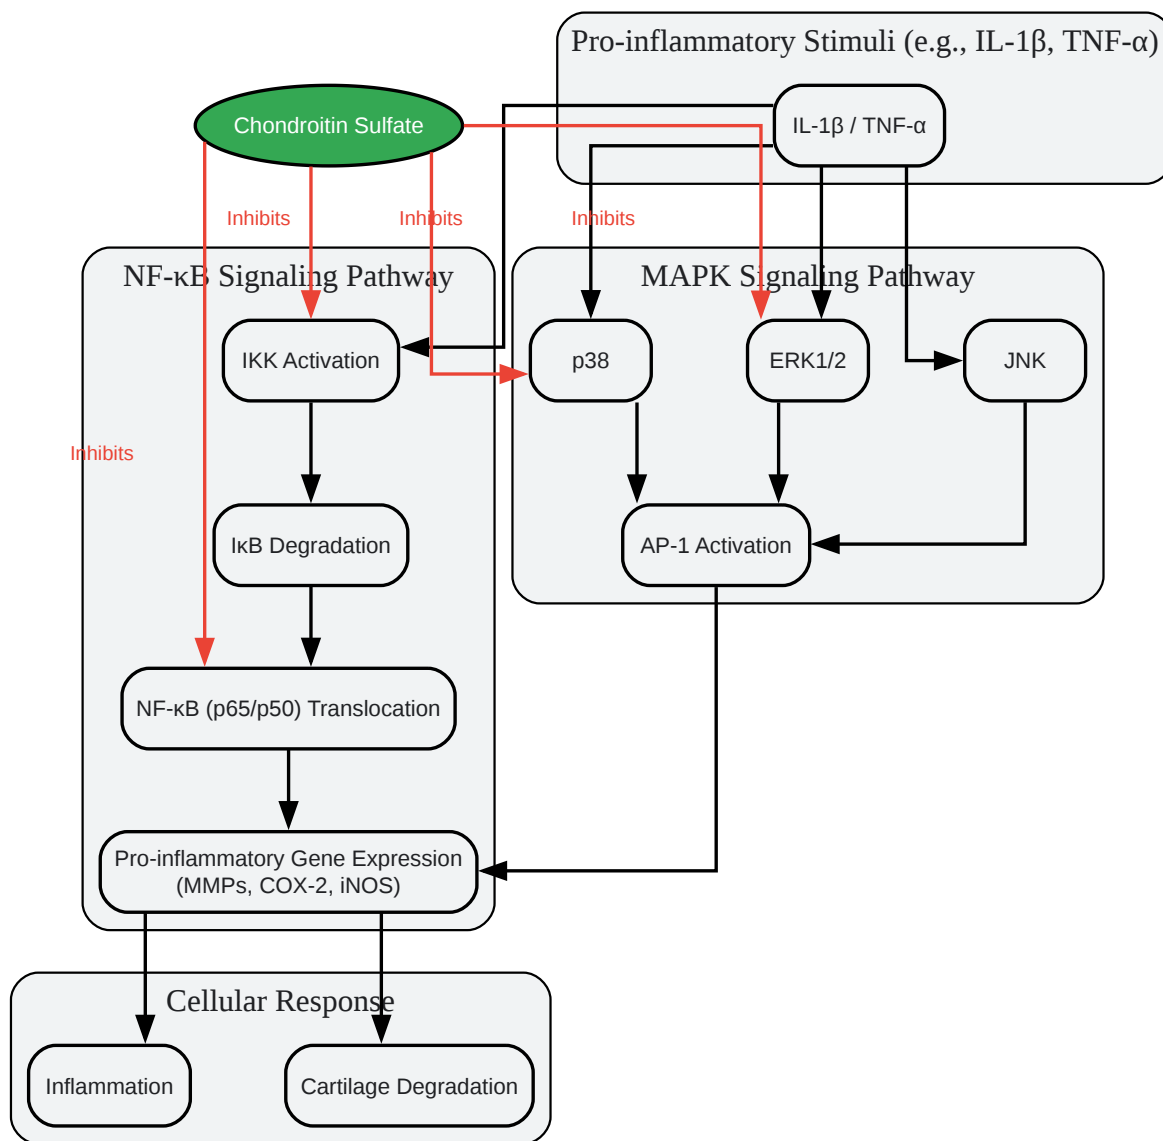 Pro-inflammatory Stimuli (e.g., IL-1β, TNF-α)
Chondroitin Sulfate
IL-1β / TNF-α
Inhibits
Inhibits
Inhibits
NF-κB Signaling Pathway
MAPK Signaling Pathway
IKK Activation
p38
ERK1/2
JNK
Inhibits
IκB Degradation
AP-1 Activation
NF-κB (p65/p50) Translocation
Pro-inflammatory Gene Expression
(MMPs, COX-2, iNOS)
Cellular Response
Inflammation
Cartilage Degradation